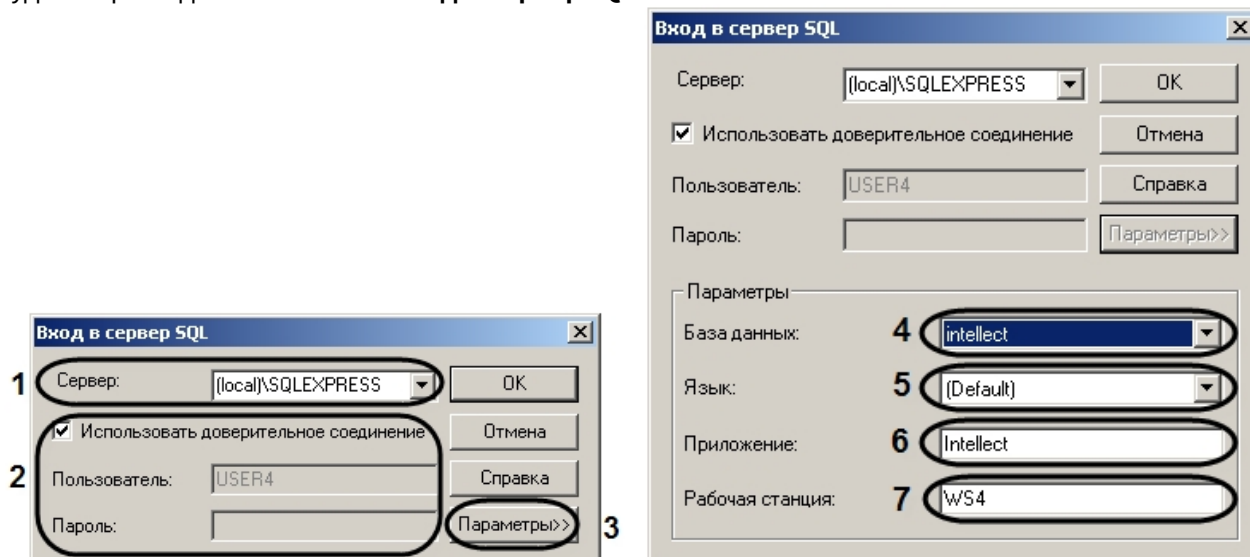 Вход в сервер SQL
Сервер: (local)\SQLEXPRESS OK
Использовать доверительное соединение Отмена
Пользователь: USER4 Справка
Пароль: Параметры>>
1
2
3
Вход в сервер SQL
Сервер: (local)\SQLEXPRESS OK
Использовать доверительное соединение Отмена
Пользователь: USER4 Справка
Пароль: Параметры>>
Параметры
База данных: 4 intellect
Язык: 5 (Default)
Приложение: 6 Intellect
Рабочая станция: 7 WS4